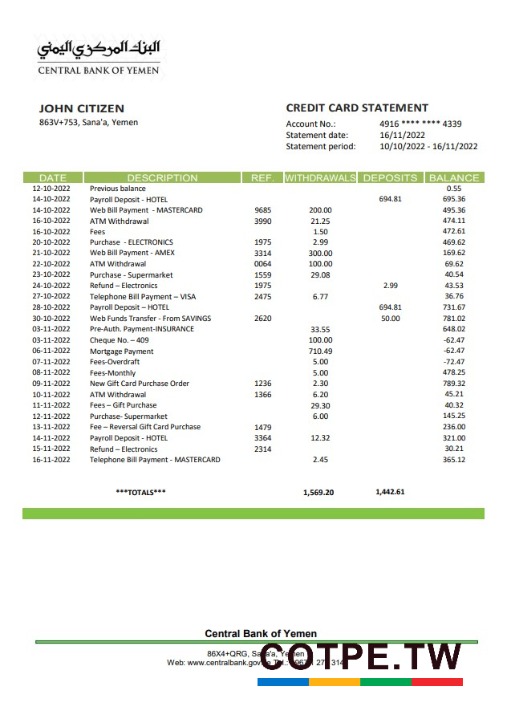 البنك المركزي اليمني
CENTRAL BANK OF YEMEN
JOHN CITIZEN
863V+753, Sana'a, Yemen
CREDIT CARD STATEMENT
Account No.: 4916 **** **** 4339
Statement date: 16/11/2022
Statement period: 10/10/2022 - 16/11/2022
DATE DESCRIPTION REF. WITHDRAWALS DEPOSITS BALANCE
12-10-2022 Previous balance 0.55
14-10-2022 Payroll Deposit - HOTEL 694.81 695.36
14-10-2022 Web Bill Payment - MASTERCARD 9685 200.00 495.36
16-10-2022 ATM Withdrawal 3990 21.25 474.11
16-10-2022 Fees 1.50 472.61
20-10-2022 Purchase - ELECTRONICS 1975 2.99 469.62
21-10-2022 Web Bill Payment - AMEX 3314 300.00 169.62
22-10-2022 ATM Withdrawal 0064 100.00 69.62
23-10-2022 Purchase - Supermarket 1559 29.08 40.54
24-10-2022 Refund – Electronics 1975 2.99 43.53
27-10-2022 Telephone Bill Payment – VISA 2475 6.77 36.76
28-10-2022 Payroll Deposit – HOTEL 694.81 731.67
30-10-2022 Web Funds Transfer - From SAVINGS 2620 50.00 781.02
03-11-2022 Pre-Auth. Payment-INSURANCE 33.55 648.02
03-11-2022 Cheque No. – 409 100.00 -62.47
06-11-2022 Mortgage Payment 710.49 -62.47
07-11-2022 Fees-Overdraft 5.00 -72.47
08-11-2022 Fees-Monthly 5.00 478.25
09-11-2022 New Gift Card Purchase Order 1236 2.30 789.32
10-11-2022 ATM Withdrawal 1366 6.20 45.21
11-11-2022 Fees – Gift Purchase 29.30 40.32
12-11-2022 Purchase- Supermarket 6.00 145.25
13-11-2022 Fee – Reversal Gift Card Purchase 1479 236.00
14-11-2022 Payroll Deposit - HOTEL 3364 12.32 321.00
15-11-2022 Refund – Electronics 2314 30.21
16-11-2022 Telephone Bill Payment - MASTERCARD 2.45 365.12
***TOTALS*** 1,569.20 1,442.61
Central Bank of Yemen
86X4+QRG, Sana'a, Yemen
Web: www.centralbank.gov
COTPE.TW